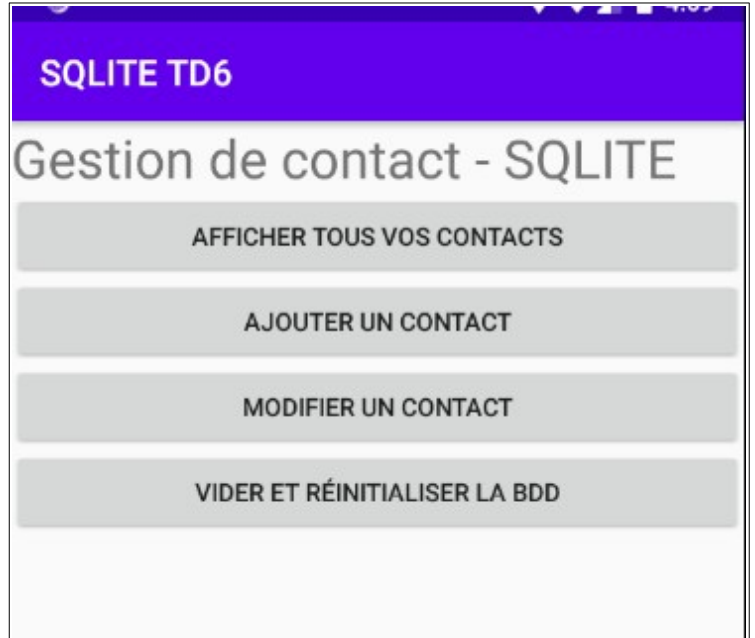 SQLITE TD6
Gestion de contact - SQLITE
AFFICHER TOUS VOS CONTACTS
AJOUTER UN CONTACT
MODIFIER UN CONTACT
VIDER ET RÉINITIALISER LA BDD